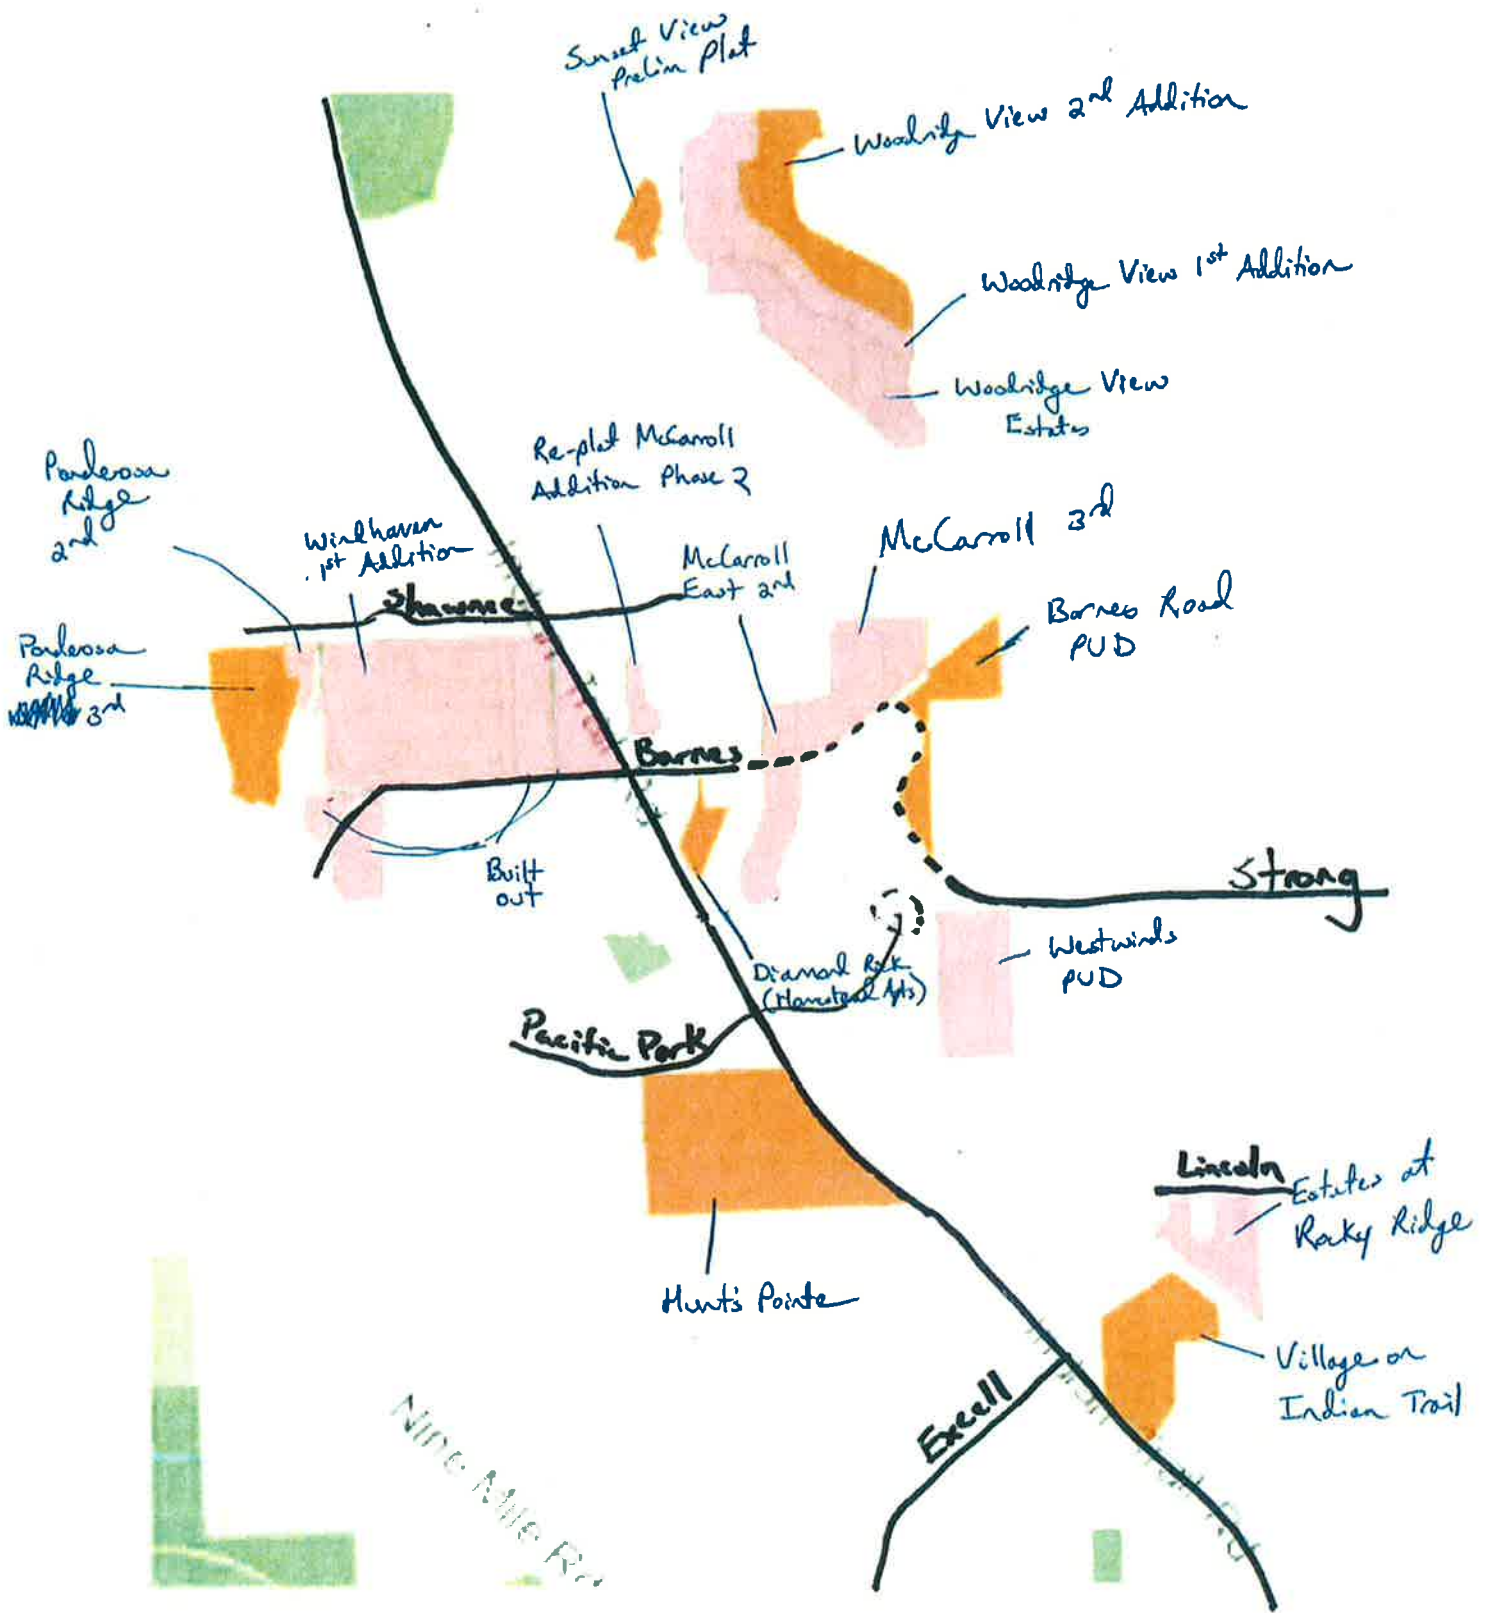 Sunset View
Prelim Plat
Woodridge View 2nd Addition
Woodridge View 1st Addition
Woodridge View
Estates
Re-plat McCarroll
Addition Phase 2
Ponderosa
Ridge
2nd
Windhaven
1st Addition
McCarroll 3rd
McCarroll
East 2nd
Shawnee
Barnes Road
PUD
Ponderosa
Ridge
3rd
Barnes
Built
out
Strong
Westwinds
PUD
Diamond Rock
(Homestead Apts)
Pacific Park
Lincoln
Estates at
Rocky Ridge
Hunt's Pointe
Village on
Indian Trail
Excell
Nine Mile Rd